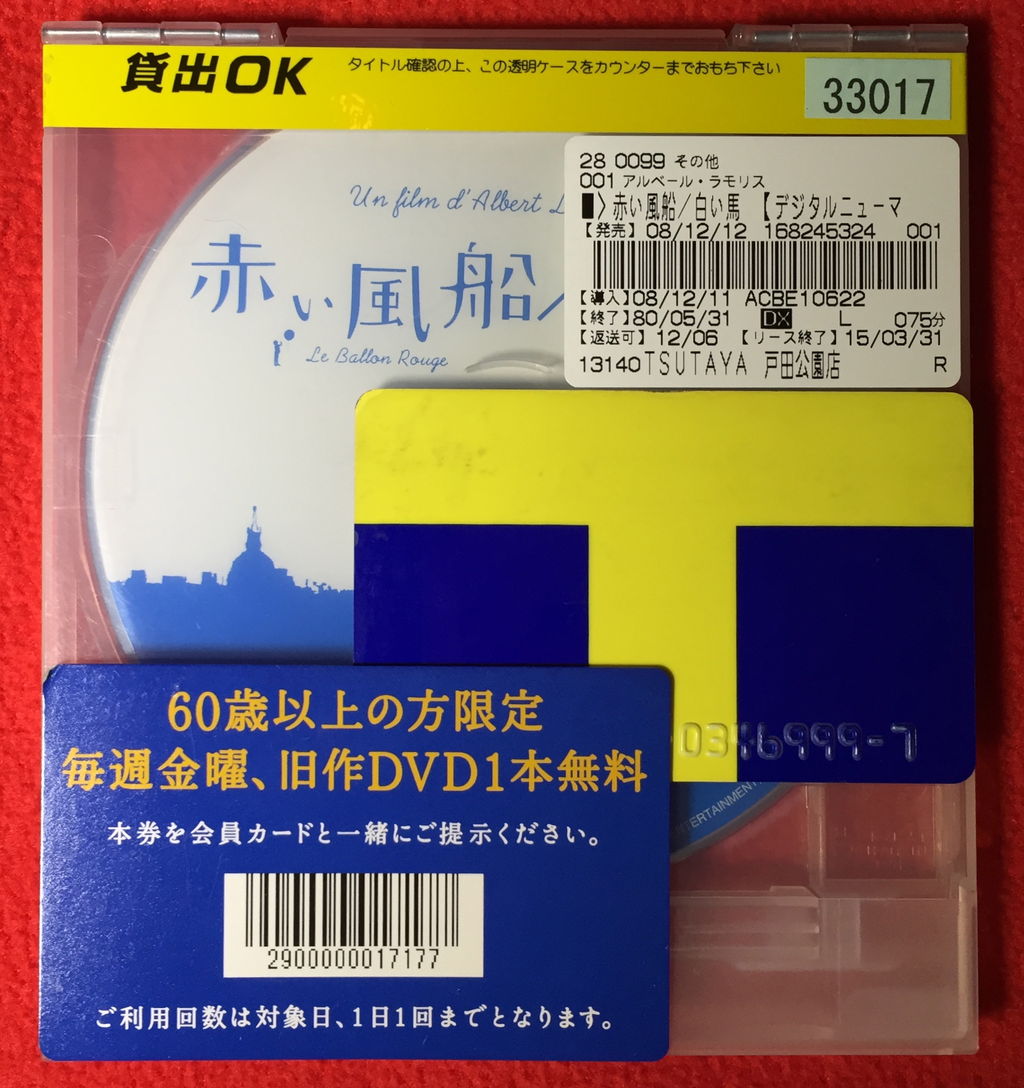 貸出OK
タイトル確認の上、この透明ケースをカウンターまでおもち下さい
33017
28 0099 その他
001 アルベール・ラモリス
〉赤い風船/白い馬 【デジタルニューマ
【発売】08/12/12 168245324 001
【導入】08/12/11 ACBE10622
【終了】80/05/31 DX L 075分
【返送可】12/06 【リース終了】15/03/31
13140 TSUTAYA 戸田公園店 R
Un film d'Albert
赤い風船/
Le Ballon Rouge
6999-7
ENTERTAINMENT
60歳以上の方限定
毎週金曜、旧作DVD1本無料
本券を会員カードと一緒にご提示ください。
2900000017177
ご利用回数は対象日、1日1回までとなります。